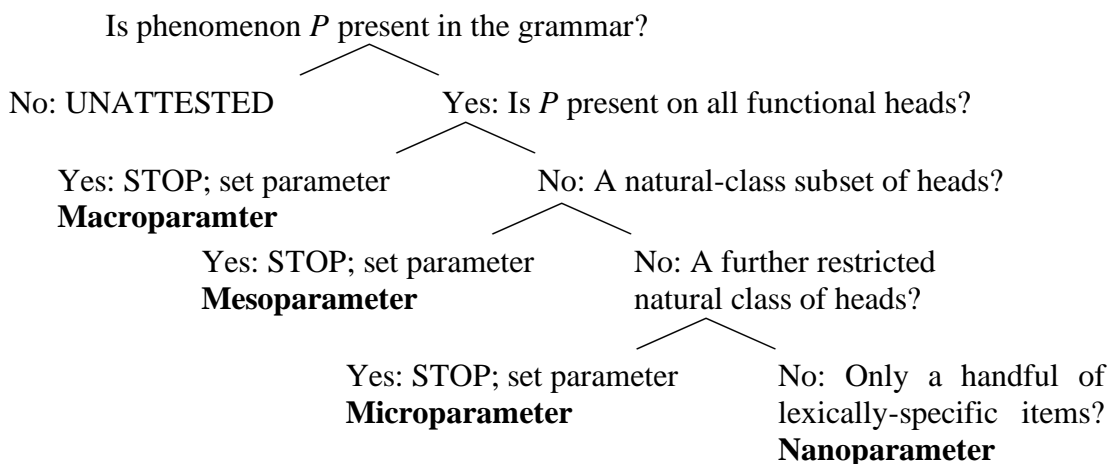 Is phenomenon P present in the grammar?
No: UNATTESTED
Yes: Is P present on all functional heads?
Yes: STOP; set parameter
Macroparamter
No: A natural-class subset of heads?
Yes: STOP; set parameter
Mesoparameter
No: A further restricted
natural class of heads?
Yes: STOP; set parameter
Microparameter
No: Only a handful of
lexically-specific items?
Nanoparameter